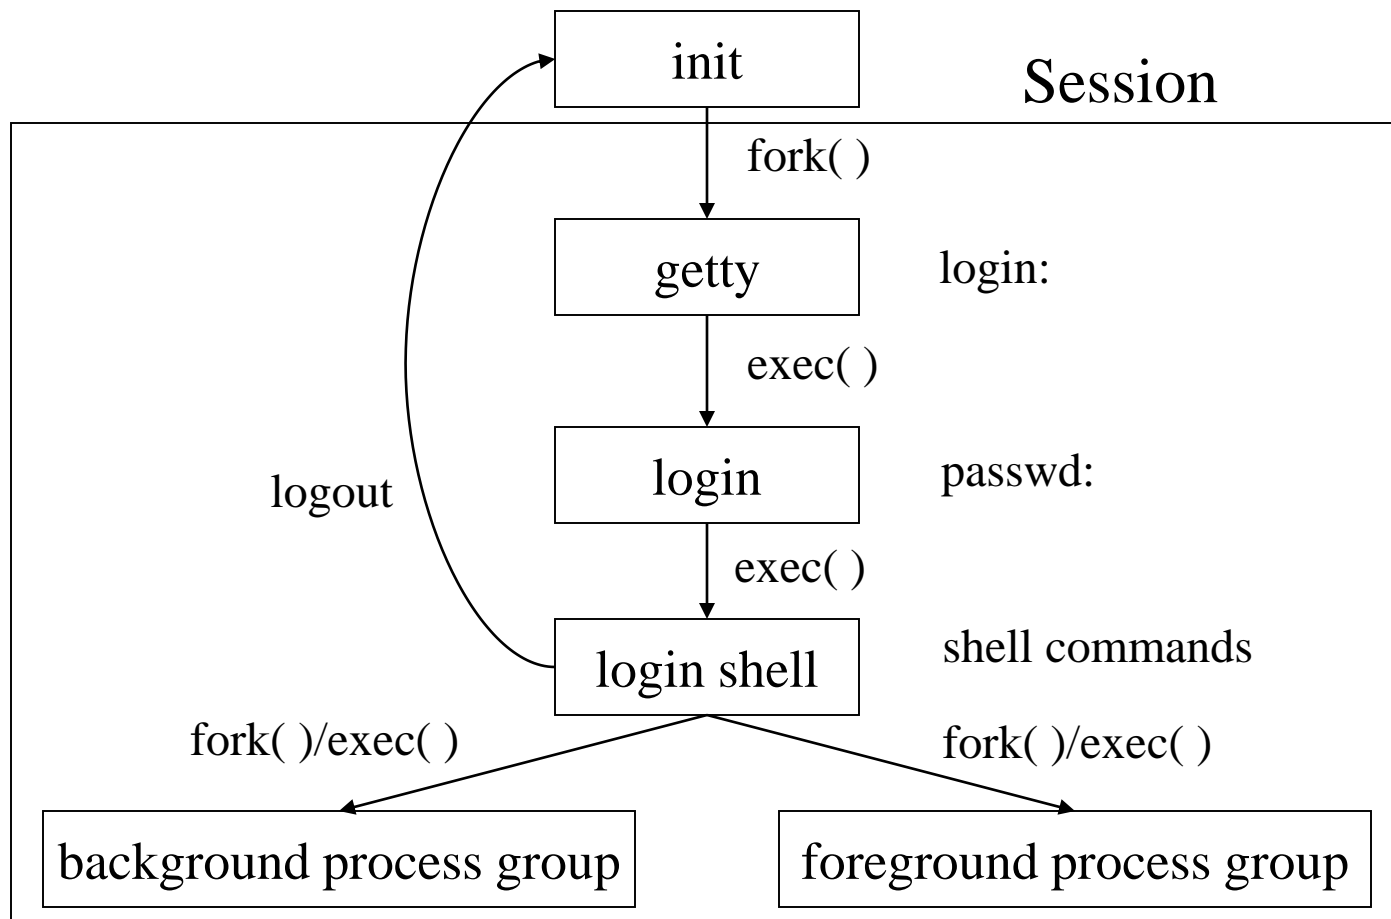 init
Session
fork( )
getty
login:
exec( )
login
passwd:
logout
exec( )
login shell
shell commands
fork( )/exec( )
fork( )/exec( )
background process group
foreground process group